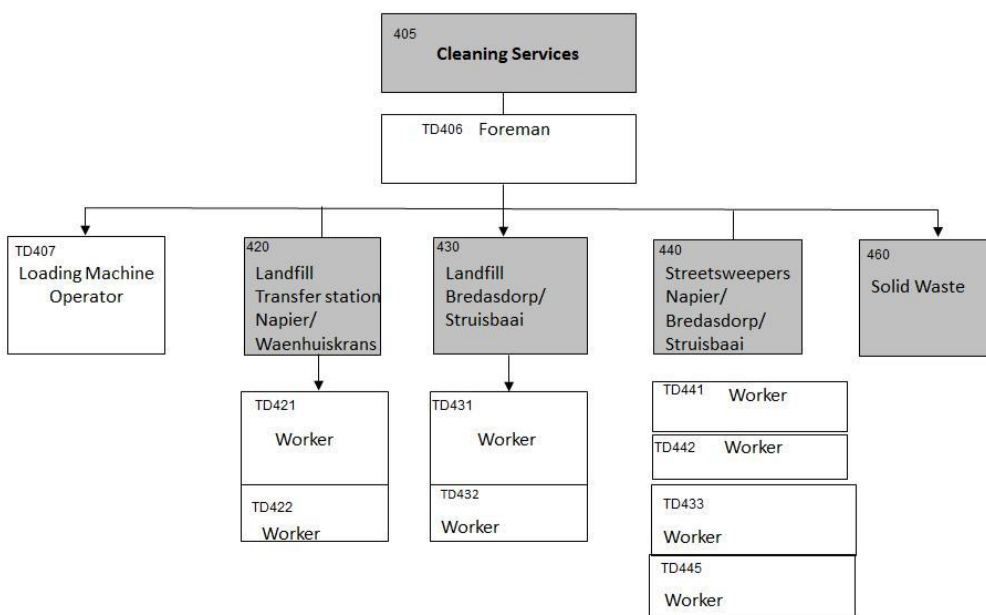 405
Cleaning Services
TD406 Foreman
TD407
Loading Machine
Operator
420
Landfill
Transfer station
Napier/
Waenhuiskrans
430
Landfill
Bredasdorp/
Struisbaai
440
Streetsweepers
Napier/
Bredasdorp/
Struisbaai
460
Solid Waste
TD421
Worker
TD422
Worker
TD431
Worker
TD432
Worker
TD441 Worker
TD442 Worker
TD433
Worker
TD445
Worker